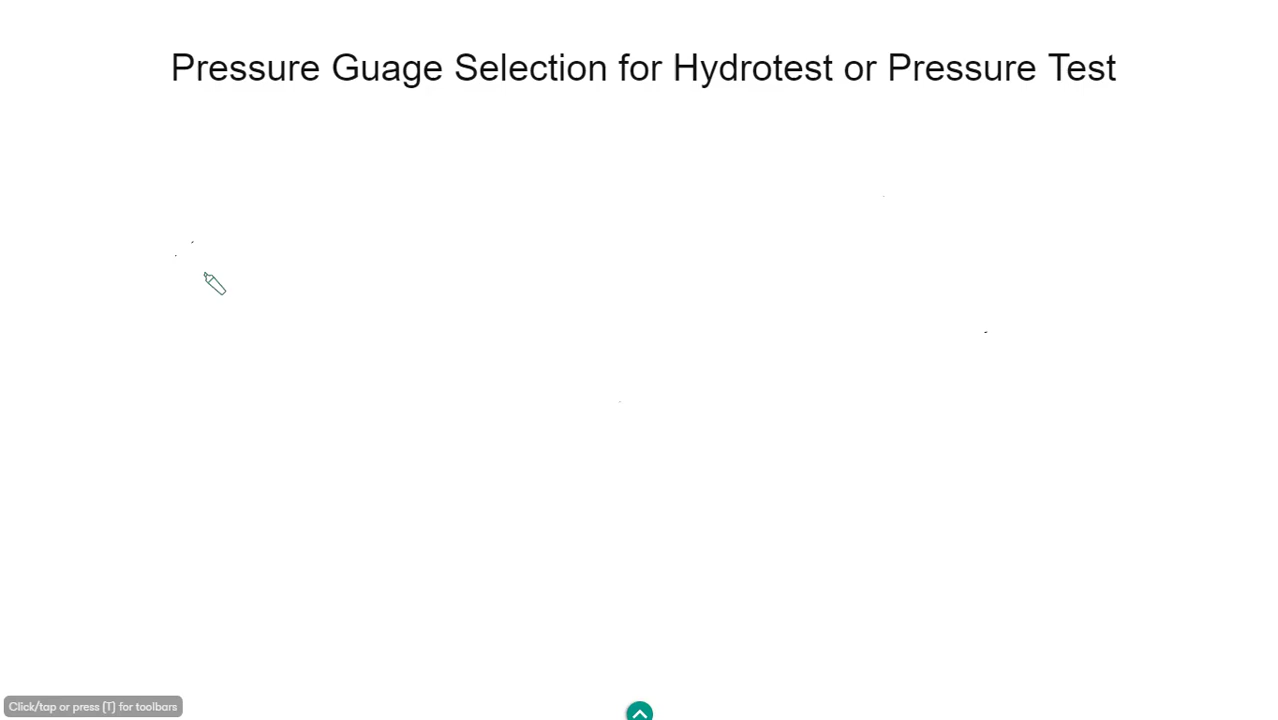 Pressure Guage Selection for Hydrotest or Pressure Test
Click/tap or press (T) for toolbars